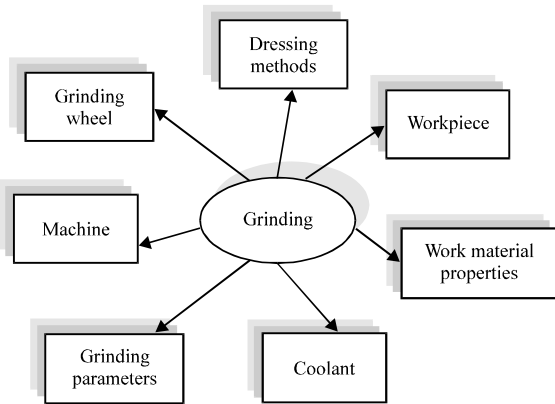 Dressing
methods
Grinding
wheel
Workpiece
Machine
Grinding
Work material
properties
Grinding
parameters
Coolant